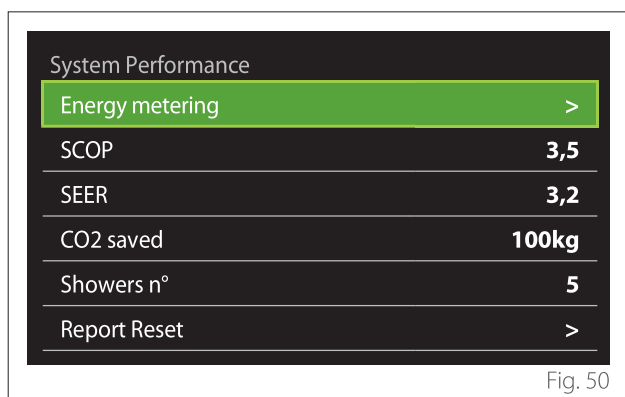 System Performance
Energy metering >
SCOP 3,5
SEER 3,2
CO2 saved 100kg
Showers n° 5
Report Reset >
Fig. 50